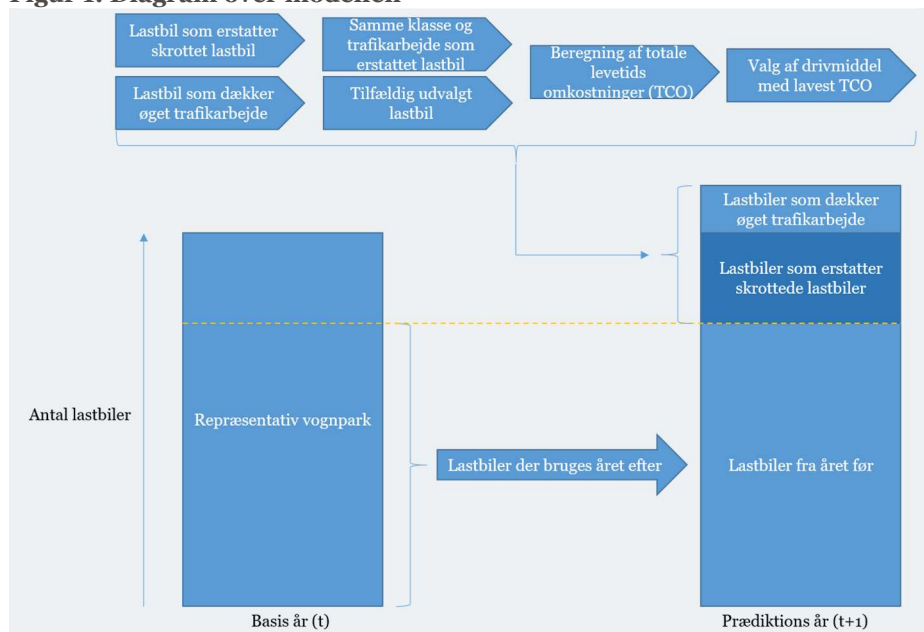 Figur 1. Diagram over modellen
Lastbil som erstatter
skrottet lastbil
Samme klasse og
trafikarbejde som
erstattet lastbil
Lastbil som dækker
øget trafikarbejde
Tilfældig udvalgt
lastbil
Beregning af totale
levetids
omkostninger (TCO)
Valg af drivmiddel
med lavest TCO
Lastbiler som dækker
øget trafikarbejde
Lastbiler som erstatter
skrottede lastbiler
Antal lastbiler
Repræsentativ vognpark
Lastbiler der bruges året efter
Lastbiler fra året før
Basis år (t)
Prædiktions år (t+1)